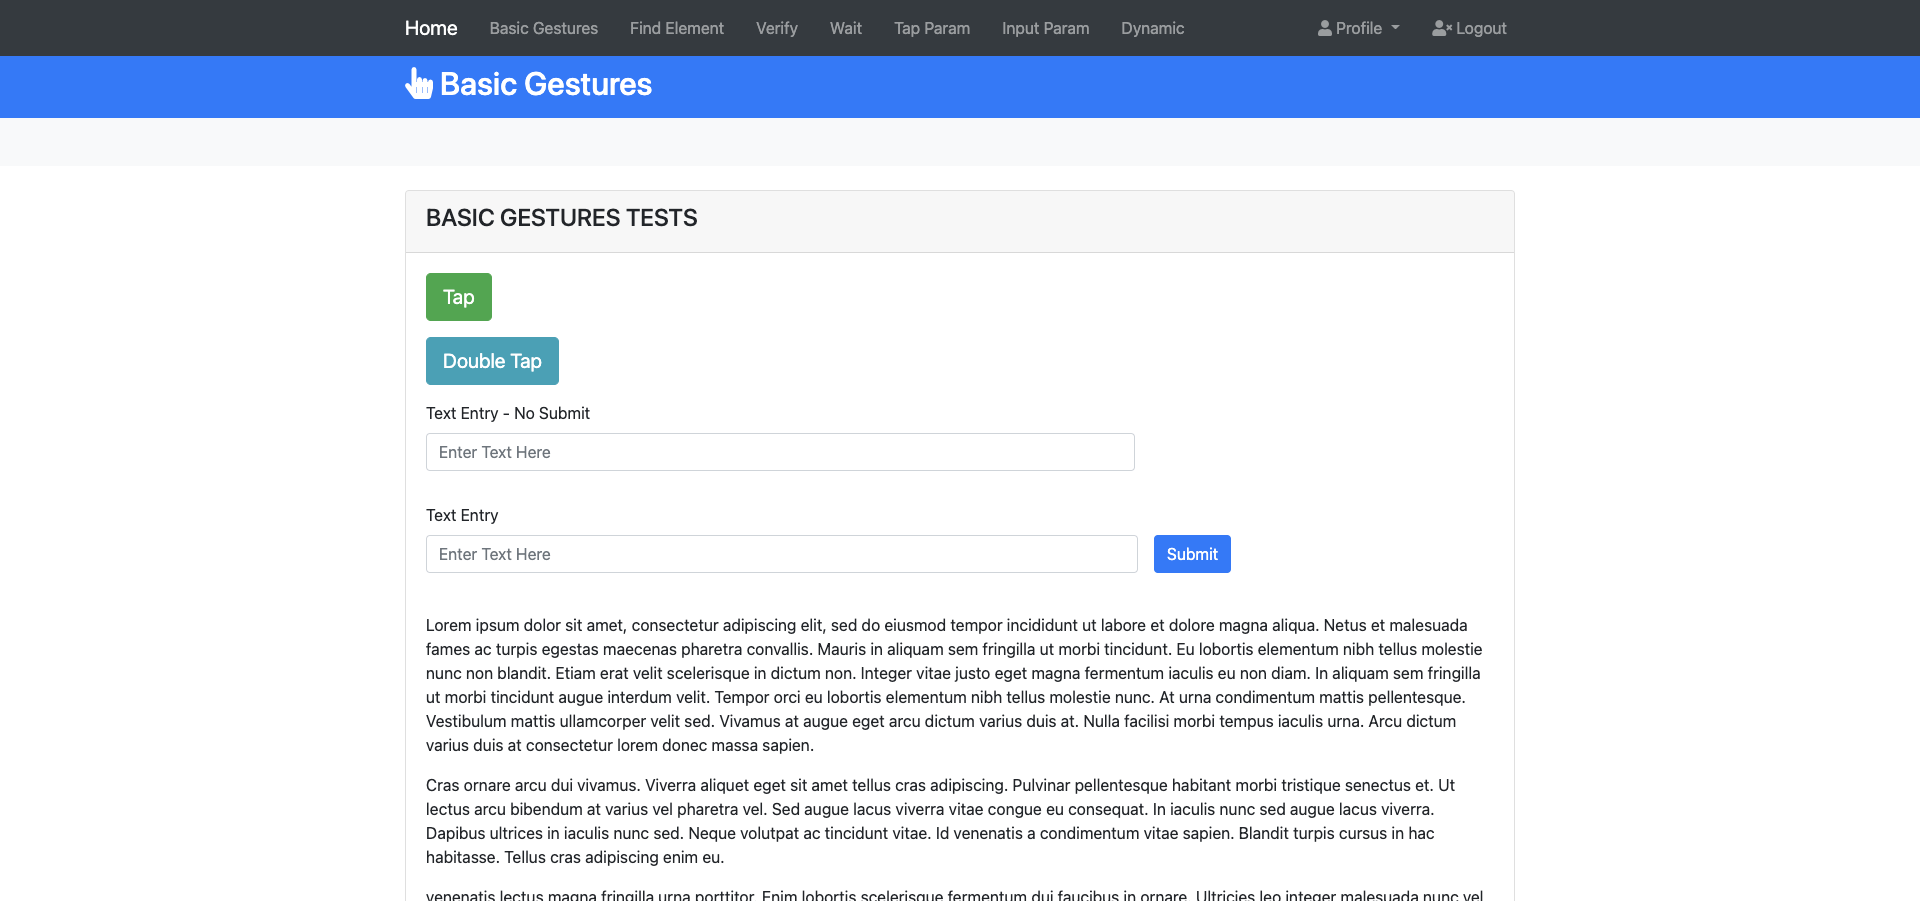 Home Basic Gestures Find Element Verify Wait Tap Param Input Param Dynamic Profile Logout
Basic Gestures
BASIC GESTURES TESTS
Tap
Double Tap
Text Entry - No Submit
Enter Text Here
Text Entry
Enter Text Here Submit
Lorem ipsum dolor sit amet, consectetur adipiscing elit, sed do eiusmod tempor incididunt ut labore et dolore magna aliqua. Netus et malesuada
fames ac turpis egestas maecenas pharetra convallis. Mauris in aliquam sem fringilla ut morbi tincidunt. Eu lobortis elementum nibh tellus molestie
nunc non blandit. Etiam erat velit scelerisque in dictum non. Integer vitae justo eget magna fermentum iaculis eu non diam. In aliquam sem fringilla
ut morbi tincidunt augue interdum velit. Tempor orci eu lobortis elementum nibh tellus molestie nunc. At urna condimentum mattis pellentesque.
Vestibulum mattis ullamcorper velit sed. Vivamus at augue eget arcu dictum varius duis at. Nulla facilisi morbi tempus iaculis urna. Arcu dictum
varius duis at consectetur lorem donec massa sapien.
Cras ornare arcu dui vivamus. Viverra aliquet eget sit amet tellus cras adipiscing. Pulvinar pellentesque habitant morbi tristique senectus et. Ut
lectus arcu bibendum at varius vel pharetra vel. Sed augue lacus viverra vitae congue eu consequat. In iaculis nunc sed augue lacus viverra.
Dapibus ultrices in iaculis nunc sed. Neque volutpat ac tincidunt vitae. Id venenatis a condimentum vitae sapien. Blandit turpis cursus in hac
habitasse. Tellus cras adipiscing enim eu.
venenatis lectus magna fringilla urna porttitor. Enim lobortis scelerisque fermentum dui faucibus in ornare. Ultricies leo integer malesuada nunc vel